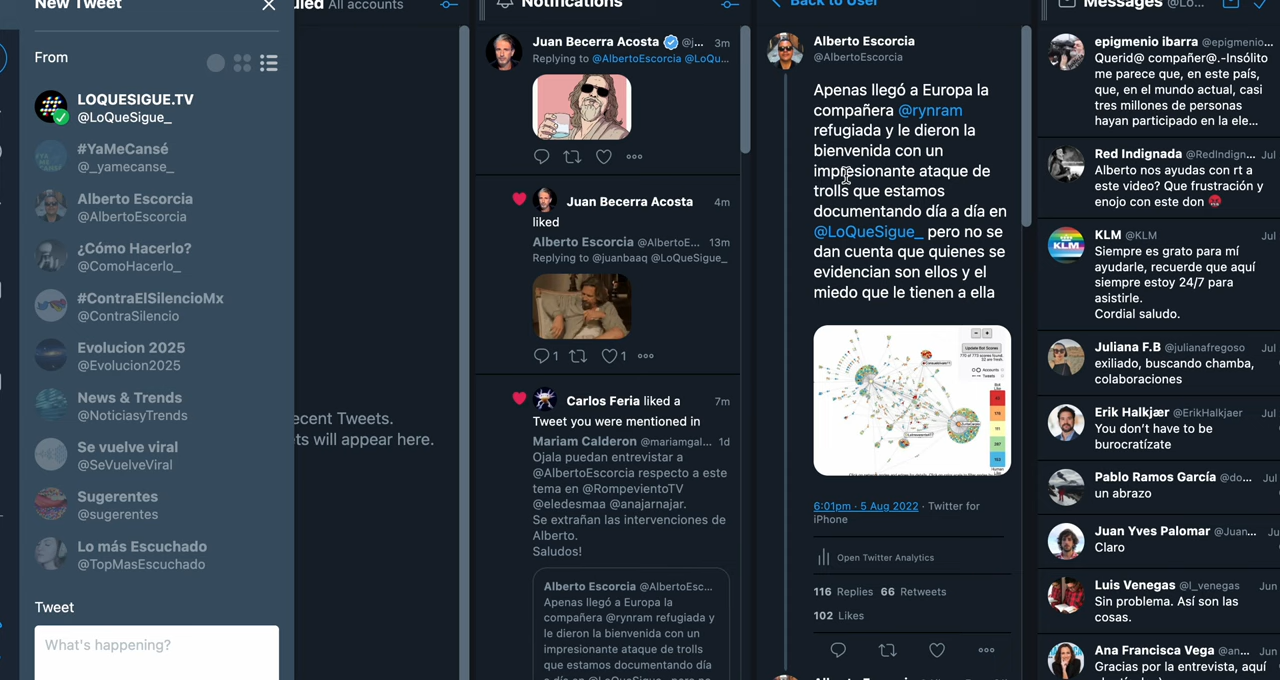 New Tweet
From
LOQUESIGUE.TV
@LoQueSigue_
#YaMeCansé
@_yamecanse_
Alberto Escorcia
@AlbertoEscorcia
¿Cómo Hacerlo?
@ComoHacerlo_
#ContraElSilencioMx
@ContraSilencio
Evolucion 2025
@Evolucion2025
News & Trends
@NoticiasyTrends
Se vuelve viral
@SeVuelveViral
Sugerentes
@sugerentes
Lo más Escuchado
@TopMasEscuchado
Tweet
What's happening?
All accounts
ecent Tweets.
ts will appear here.
Notifications
Juan Becerra Acosta @j... 3m
Replying to @AlbertoEscorcia @LoQu...
Juan Becerra Acosta 4m
liked
Alberto Escorcia @AlbertoE... 13m
Replying to @juanbaaq @LoQueSigue_
1 1
Carlos Feria liked a 7m
Tweet you were mentioned in
Mariam Calderon @mariamgal... 1d
Ojala puedan entrevistar a
@AlbertoEscorcia respecto a este
tema en @RompevientoTV
@eledesmaa @anajarnajar.
Se extrañan las intervenciones de
Alberto.
Saludos!
Alberto Escorcia @AlbertoEsc...
Apenas llegó a Europa la
compañera @rynram
refugiada y le dieron la
bienvenida con un
impresionante ataque de trolls
que estamos documentando día
Back to User
Alberto Escorcia
@AlbertoEscorcia
Apenas llegó a Europa la
compañera @rynram
refugiada y le dieron la
bienvenida con un
impresionante ataque de
trolls que estamos
documentando día a día en
@LoQueSigue_ pero no se
dan cuenta que quienes se
evidencian son ellos y el
miedo que le tienen a ella
Update Bot Scores
6:01pm · 5 Aug 2022 · Twitter for
iPhone
Open Twitter Analytics
116 Replies 66 Retweets
102 Likes
Messages @Lo...
epigmenio ibarra @epigmenio...
Querid@ compañer@.-Insólito
me parece que, en este país,
que, en el mundo actual, casi
tres millones de personas
hayan participado en la ele...
Red Indignada @RedIndign... Jul
Alberto nos ayudas con rt a
este video? Que frustración y
enojo con este don
KLM @KLM Jul
Siempre es grato para mí
ayudarle, recuerde que aquí
siempre estoy 24/7 para
asistirle.
Cordial saludo.
Juliana F.B @julianafregoso Jul
exiliado, buscando chamba,
colaboraciones
Erik Halkjær @ErikHalkjaer Jul
You don't have to be
burocratízate
Pablo Ramos García @do... Jul
un abrazo
Juan Yves Palomar @Juan... Ju
Claro
Luis Venegas @l_venegas Jun
Sin problema. Así son las
cosas.
Ana Francisca Vega @an... Jun
Gracias por la entrevista, aquí